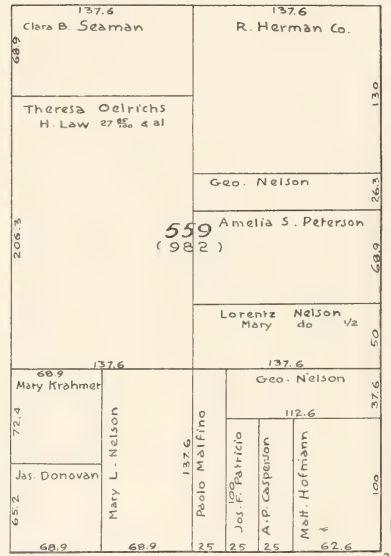 137.6
Clara B. Seaman
68.9
137.6
R. Herman Co.
130
Theresa Oelrichs
H. Law 27 85/100 & al
206.3
Geo. Nelson
26.3
559
(982)
Amelia S. Peterson
68.9
Lorentz Nelson
Mary do 1/2
50
137.6
137.6
68.9
Mary Krahmer
72.4
Jas. Donovan
65.2
68.9
Mary L. Nelson
137.6
68.9
Paolo Malfino
25
Geo. Nelson
37.6
112.6
Jos. F. Patricio
100
25
A. P. Casperson
25
Matt. Hofmann
100
62.6